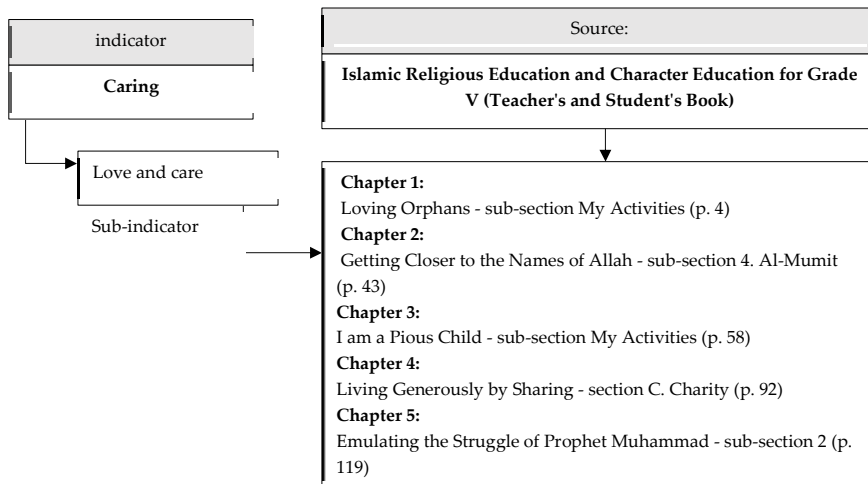 indicator
Caring
Love and care
Sub-indicator
Source:
Islamic Religious Education and Character Education for Grade
V (Teacher's and Student's Book)
Chapter 1:
Loving Orphans - sub-section My Activities (p. 4)
Chapter 2:
Getting Closer to the Names of Allah - sub-section 4. Al-Mumit
(p. 43)
Chapter 3:
I am a Pious Child - sub-section My Activities (p. 58)
Chapter 4:
Living Generously by Sharing - section C. Charity (p. 92)
Chapter 5:
Emulating the Struggle of Prophet Muhammad - sub-section 2 (p.
119)